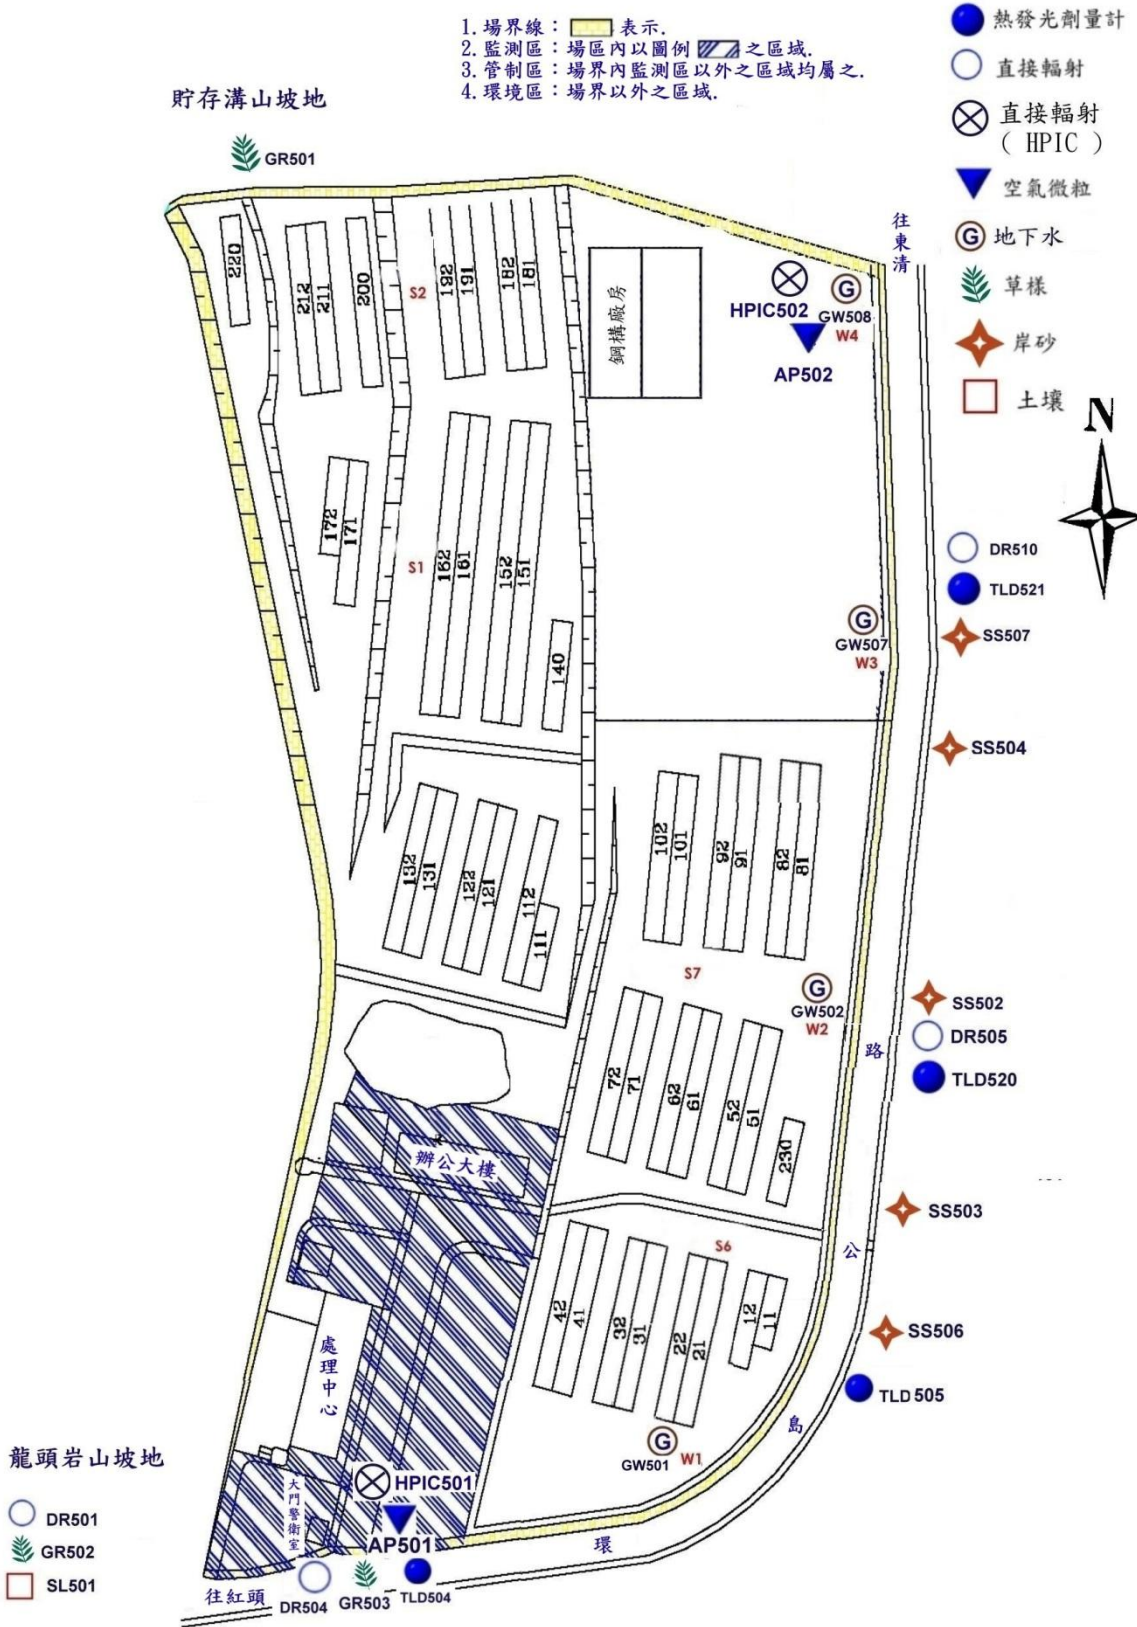 1. 場界線：表示.
2. 監測區：場區內以圖例之區域.
3. 管制區：場界內監測區以外之區域均屬之.
4. 環境區：場界以外之區域.
熱發光劑量計
直接輻射
直接輻射
( HPIC )
空氣微粒
地下水
G
草樣
岸砂
土壤
N
貯存溝山坡地
GR501
往東清
220
212
211
200
S2
192
191
182
181
鋼構廠房
HPIC502
G
GW508
W4
AP502
172
171
S1
162
161
152
151
140
G
GW507
W3
DR510
TLD521
SS507
SS504
132
131
122
121
112
111
102
101
92
91
82
81
S7
G
GW502
W2
SS502
DR505
TLD520
路
72
71
62
61
52
51
230
辦公大樓
SS503
公
S6
42
41
32
31
22
21
12
11
SS506
TLD505
島
處理中心
G
GW501
W1
龍頭岩山坡地
DR501
GR502
SL501
大門警衛室
HPIC501
AP501
環
往紅頭
DR504
GR503
TLD504